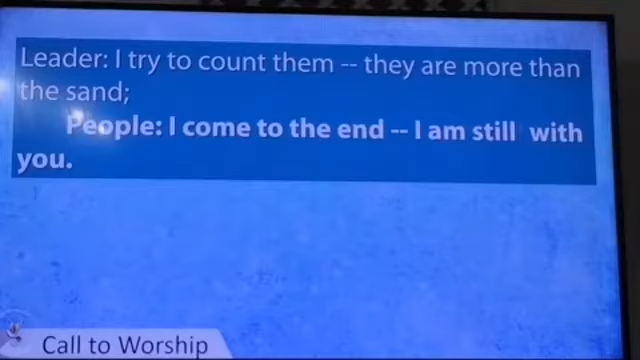 Leader: I try to count them -- they are more than
the sand;
People: I come to the end -- I am still with
you.
Call to Worship